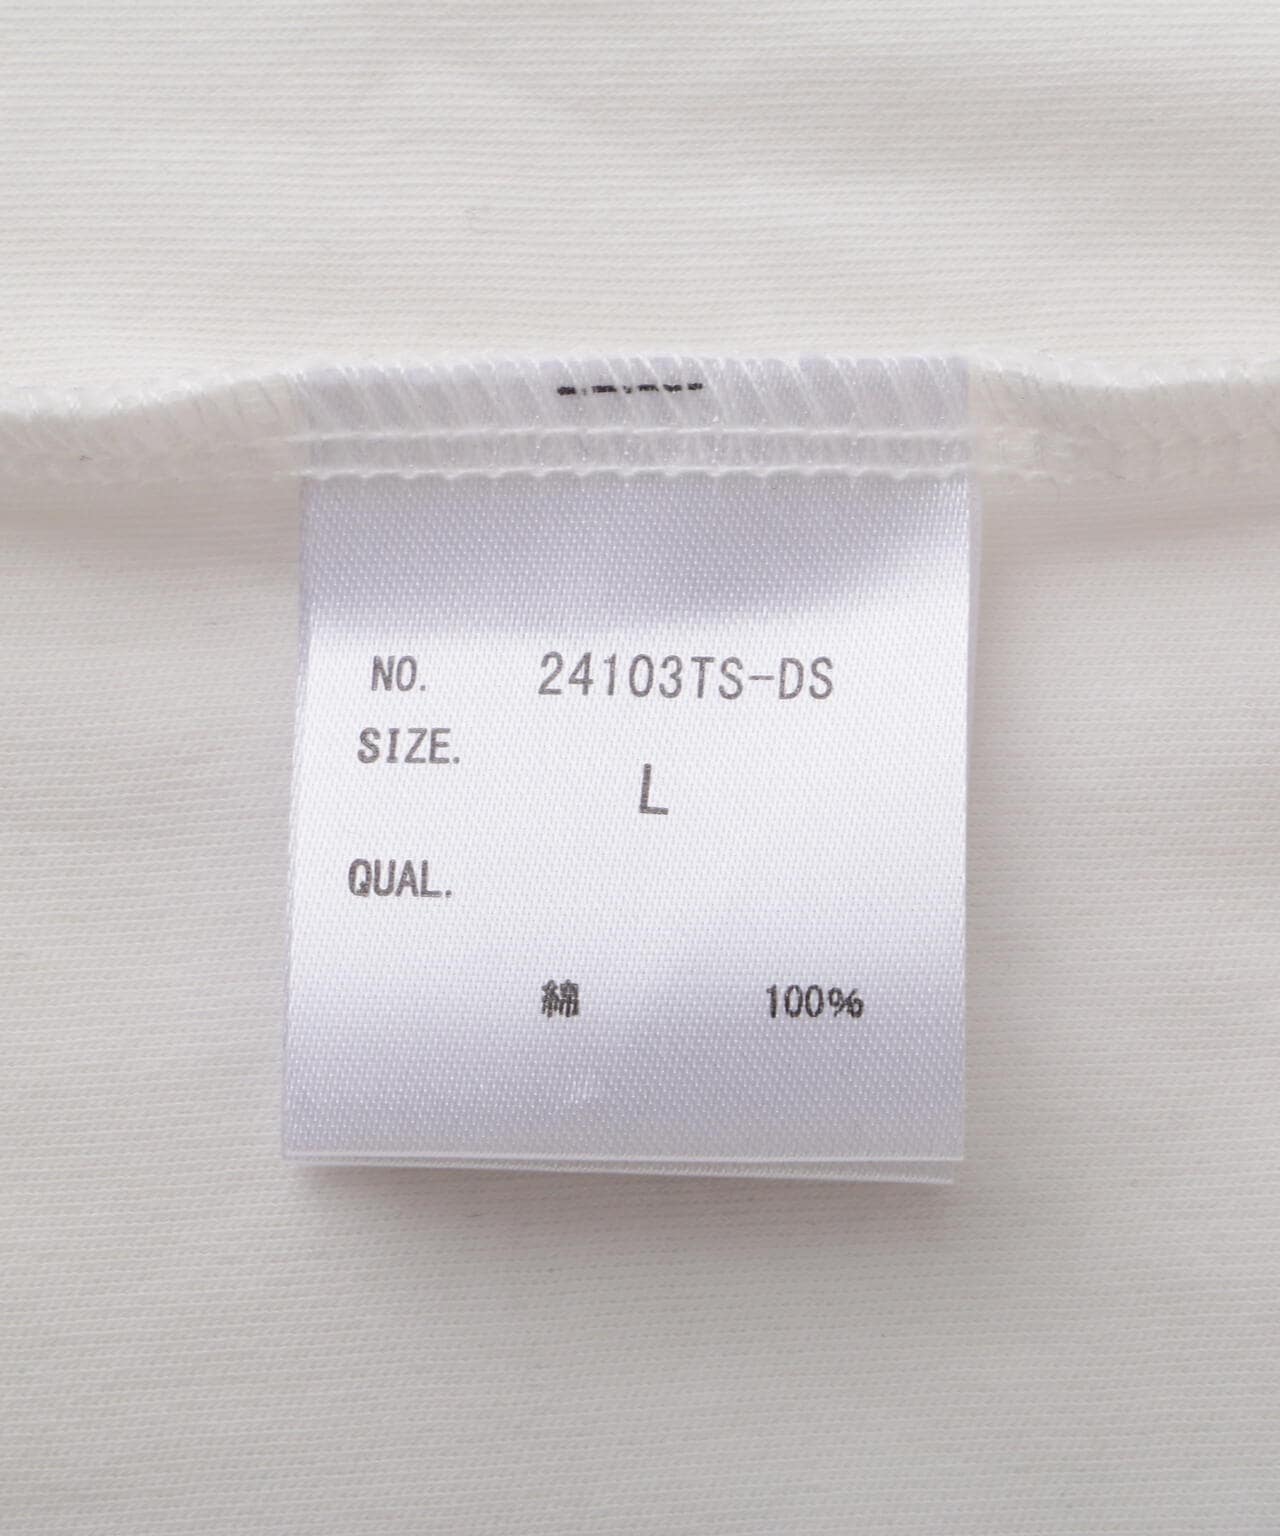 NO. 24103TS-DS
SIZE.
L
QUAL.
綿 100%